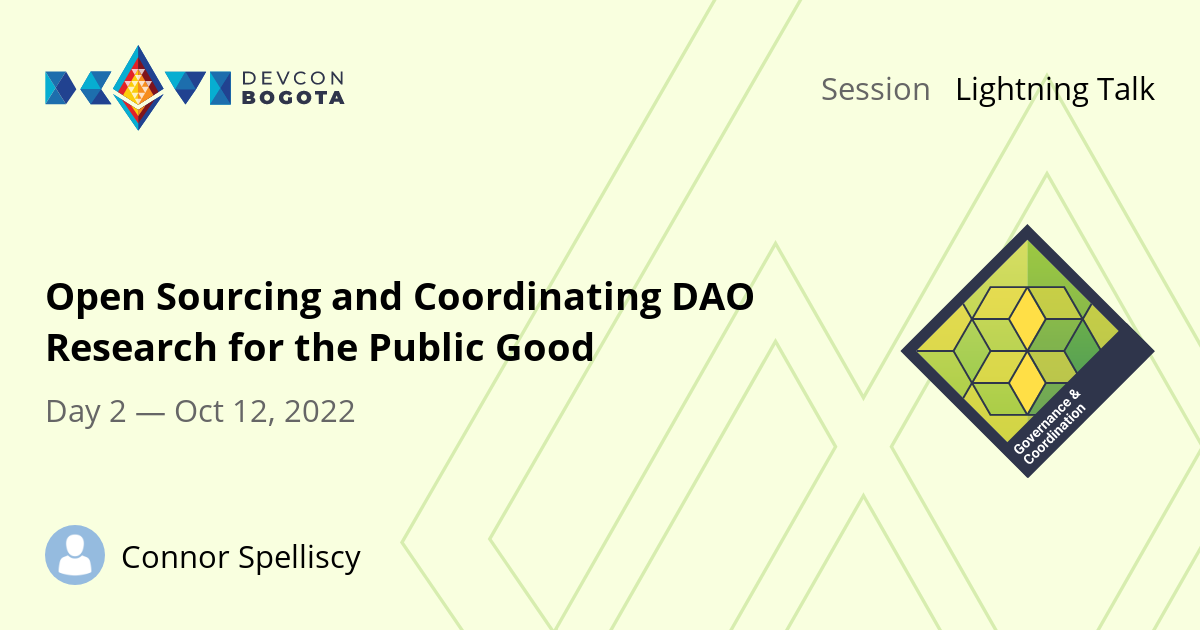 DEVCON
BOGOTA
Session Lightning Talk
Open Sourcing and Coordinating DAO
Research for the Public Good
Day 2 — Oct 12, 2022
Governance &
Coordination
Connor Spelliscy